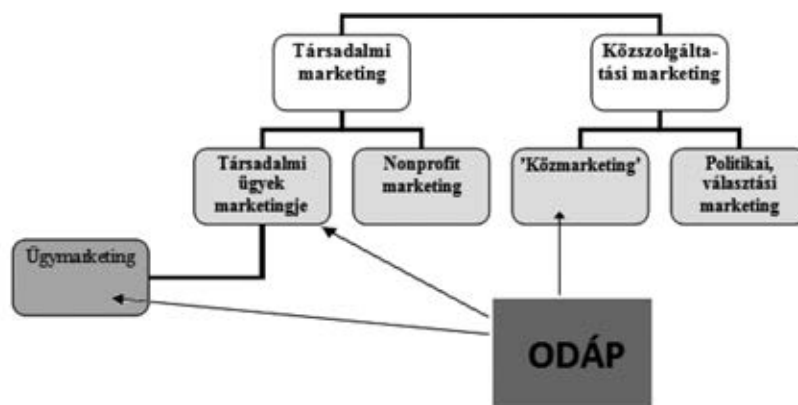 Társadalmi
marketing
Közszolgálta-
tási marketing
Társadalmi
ügyek
marketingje
Nonprofit
marketing
'Közmarketing'
Politikai,
választási
marketing
Ügymarketing
ODÁP